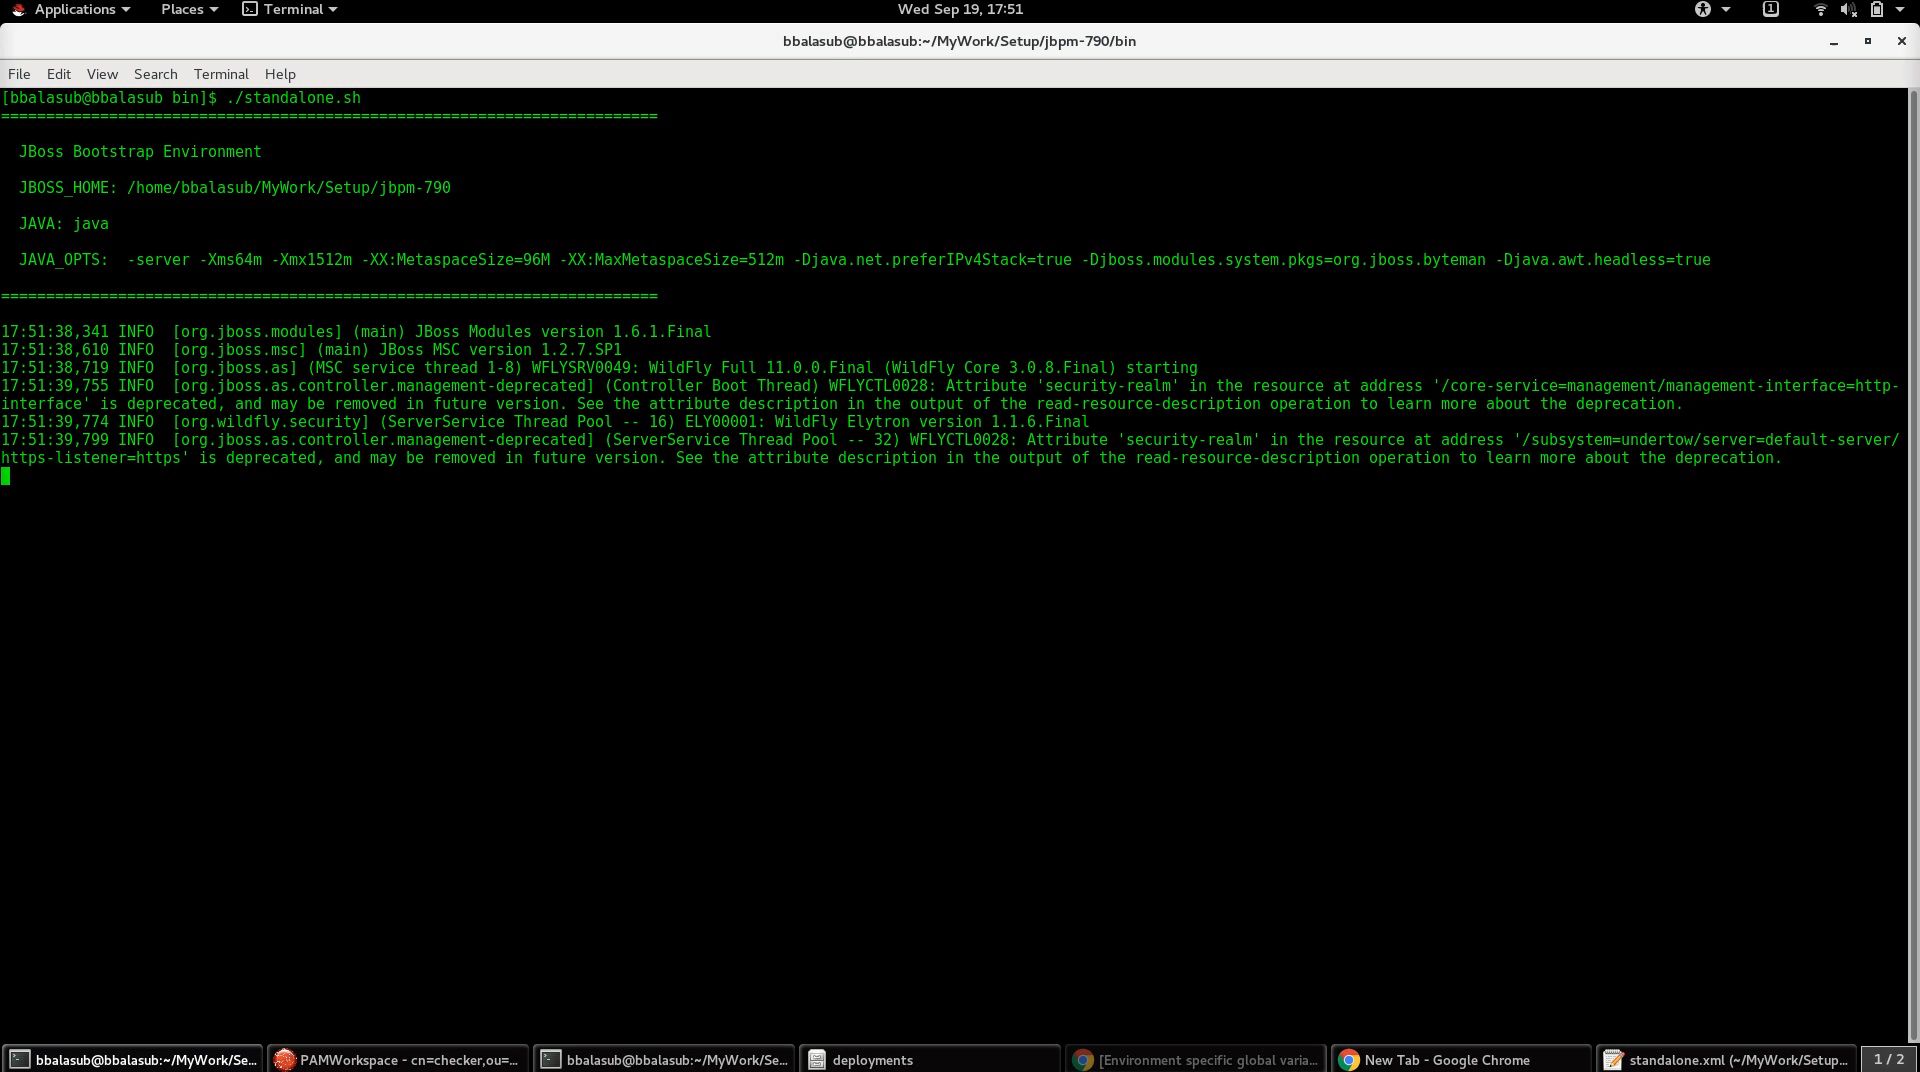 Applications Places Terminal Wed Sep 19, 17:51 1
bbalasub@bbalasub:~/MyWork/Setup/jbpm-790/bin
File Edit View Search Terminal Help
[bbalasub@bbalasub bin]$ ./standalone.sh
=========================================================================
JBoss Bootstrap Environment
JBOSS_HOME: /home/bbalasub/MyWork/Setup/jbpm-790
JAVA: java
JAVA_OPTS:  -server -Xms64m -Xmx1512m -XX:MetaspaceSize=96M -XX:MaxMetaspaceSize=512m -Djava.net.preferIPv4Stack=true -Djboss.modules.system.pkgs=org.jboss.byteman -Djava.awt.headless=true
=========================================================================
17:51:38,341 INFO  [org.jboss.modules] (main) JBoss Modules version 1.6.1.Final
17:51:38,610 INFO  [org.jboss.msc] (main) JBoss MSC version 1.2.7.SP1
17:51:38,719 INFO  [org.jboss.as] (MSC service thread 1-8) WFLYSRV0049: WildFly Full 11.0.0.Final (WildFly Core 3.0.8.Final) starting
17:51:39,755 INFO  [org.jboss.as.controller.management-deprecated] (Controller Boot Thread) WFLYCTL0028: Attribute 'security-realm' in the resource at address '/core-service=management/management-interface=http-
interface' is deprecated, and may be removed in future version. See the attribute description in the output of the read-resource-description operation to learn more about the deprecation.
17:51:39,774 INFO  [org.wildfly.security] (ServerService Thread Pool -- 16) ELY00001: WildFly Elytron version 1.1.6.Final
17:51:39,799 INFO  [org.jboss.as.controller.management-deprecated] (ServerService Thread Pool -- 32) WFLYCTL0028: Attribute 'security-realm' in the resource at address '/subsystem=undertow/server=default-server/
https-listener=https' is deprecated, and may be removed in future version. See the attribute description in the output of the read-resource-description operation to learn more about the deprecation.
bbalasub@bbalasub:~/MyWork/Se... PAMWorkspace - cn=checker,ou=... bbalasub@bbalasub:~/MyWork/Se... deployments [Environment specific global varia... New Tab - Google Chrome standalone.xml (~/MyWork/Setup... 1 / 2